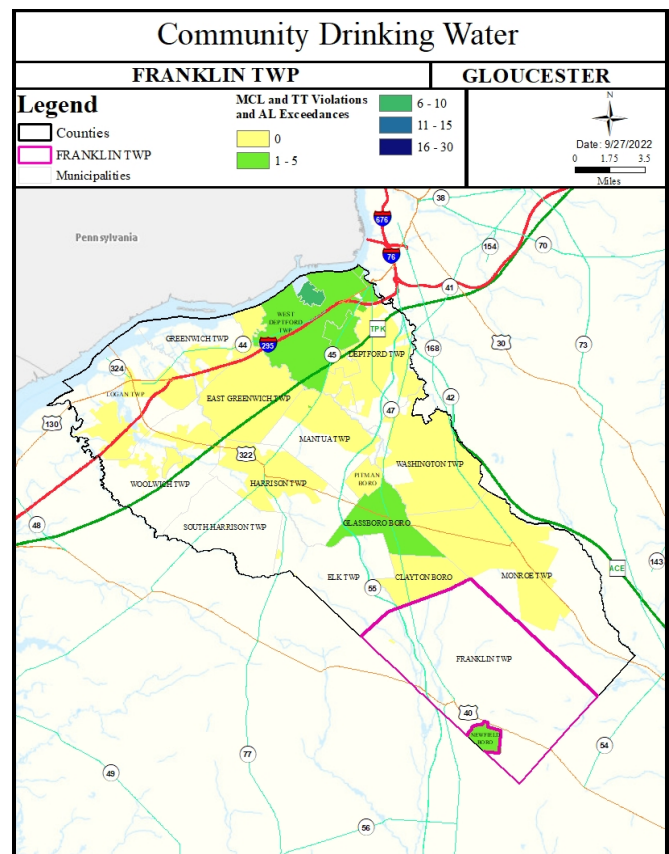 Community Drinking Water
FRANKLIN TWP
GLOUCESTER
Legend
Counties
FRANKLIN TWP
Municipalities
MCL and TT Violations
and AL Exceedances
0
1 - 5
6 - 10
11 - 15
16 - 30
N
Date: 9/27/2022
0 1.75 3.5
Miles
Pennsylvania
38
676
154
70
76
41
WEST
DEPTFORD
TWP
TPK
GREENWICH TWP
44
295
45
DEPTFORD TWP
168
30
73
324
LOGAN TWP
EAST GREENWICH TWP
47
42
130
MANTUA TWP
322
WASHINGTON TWP
PITMAN
BORO
WOOLWICH TWP
HARRISON TWP
48
SOUTH HARRISON TWP
GLASSBORO BORO
143
ACE
ELK TWP
55
CLAYTON BORO
MONROE TWP
FRANKLIN TWP
40
NEWFIELD
BORO
54
77
49
56